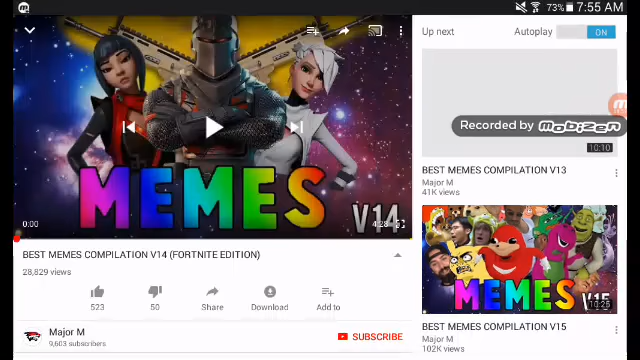 73% 7:55 AM
Up next Autoplay ON
Recorded by MOBIZEN
10:10
BEST MEMES COMPILATION V13
Major M
41K views
MEMES V14
0:00 4:28
BEST MEMES COMPILATION V14 (FORTNITE EDITION)
28,829 views
523 50 Share Download Add to
Major M
9,603 subscribers
SUBSCRIBE
MEMES V15
10:25
BEST MEMES COMPILATION V15
Major M
102K views